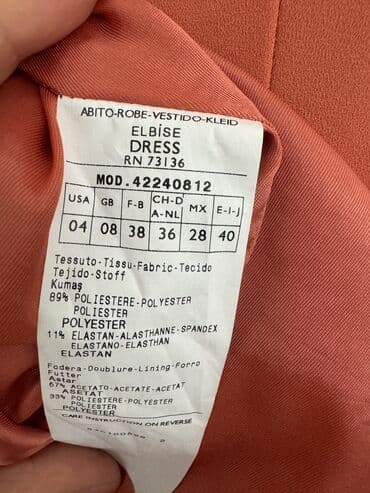 ABITO-ROBE-VESTIDO-KLEID
ELBİSE
DRESS
RN 73136
MOD.42240812
USA GB F-B CH-D A-NL MX E-I-J
04 08 38 36 28 40
Tessuto-Tissu-Fabric-Tecido
Tejido-Stoff
Kumaş
89% POLIESTERE-POLYESTER
POLIESTER
POLYESTER
11% ELASTAN-ALASTHANNE-SPANDEX
ELASTANO-ELASTHAN
ELASTAN
Fodera-Doublure-Lining-Forro
Futter
Astar
67% ACETATO-ACETATE-ACETAT
ASETAT
33% POLIESTERE-POLYESTER
POLIESTER
POLYESTER
CARE INSTRUCTION ON REVERSE